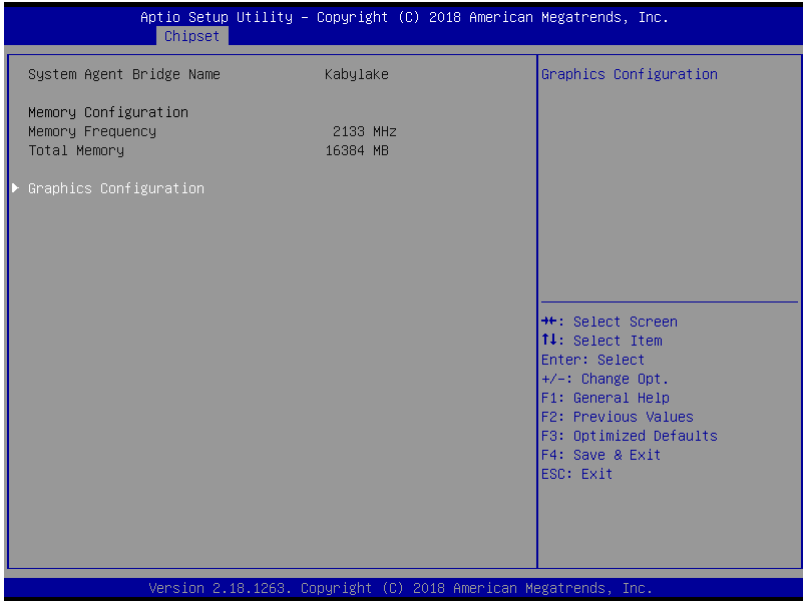 Aptio Setup Utility – Copyright (C) 2018 American Megatrends, Inc.
Chipset
System Agent Bridge Name Kabylake
Memory Configuration
Memory Frequency 2133 MHz
Total Memory 16384 MB
Graphics Configuration
Graphics Configuration
→←: Select Screen
↑↓: Select Item
Enter: Select
+/-: Change Opt.
F1: General Help
F2: Previous Values
F3: Optimized Defaults
F4: Save & Exit
ESC: Exit
Version 2.18.1263. Copyright (C) 2018 American Megatrends, Inc.